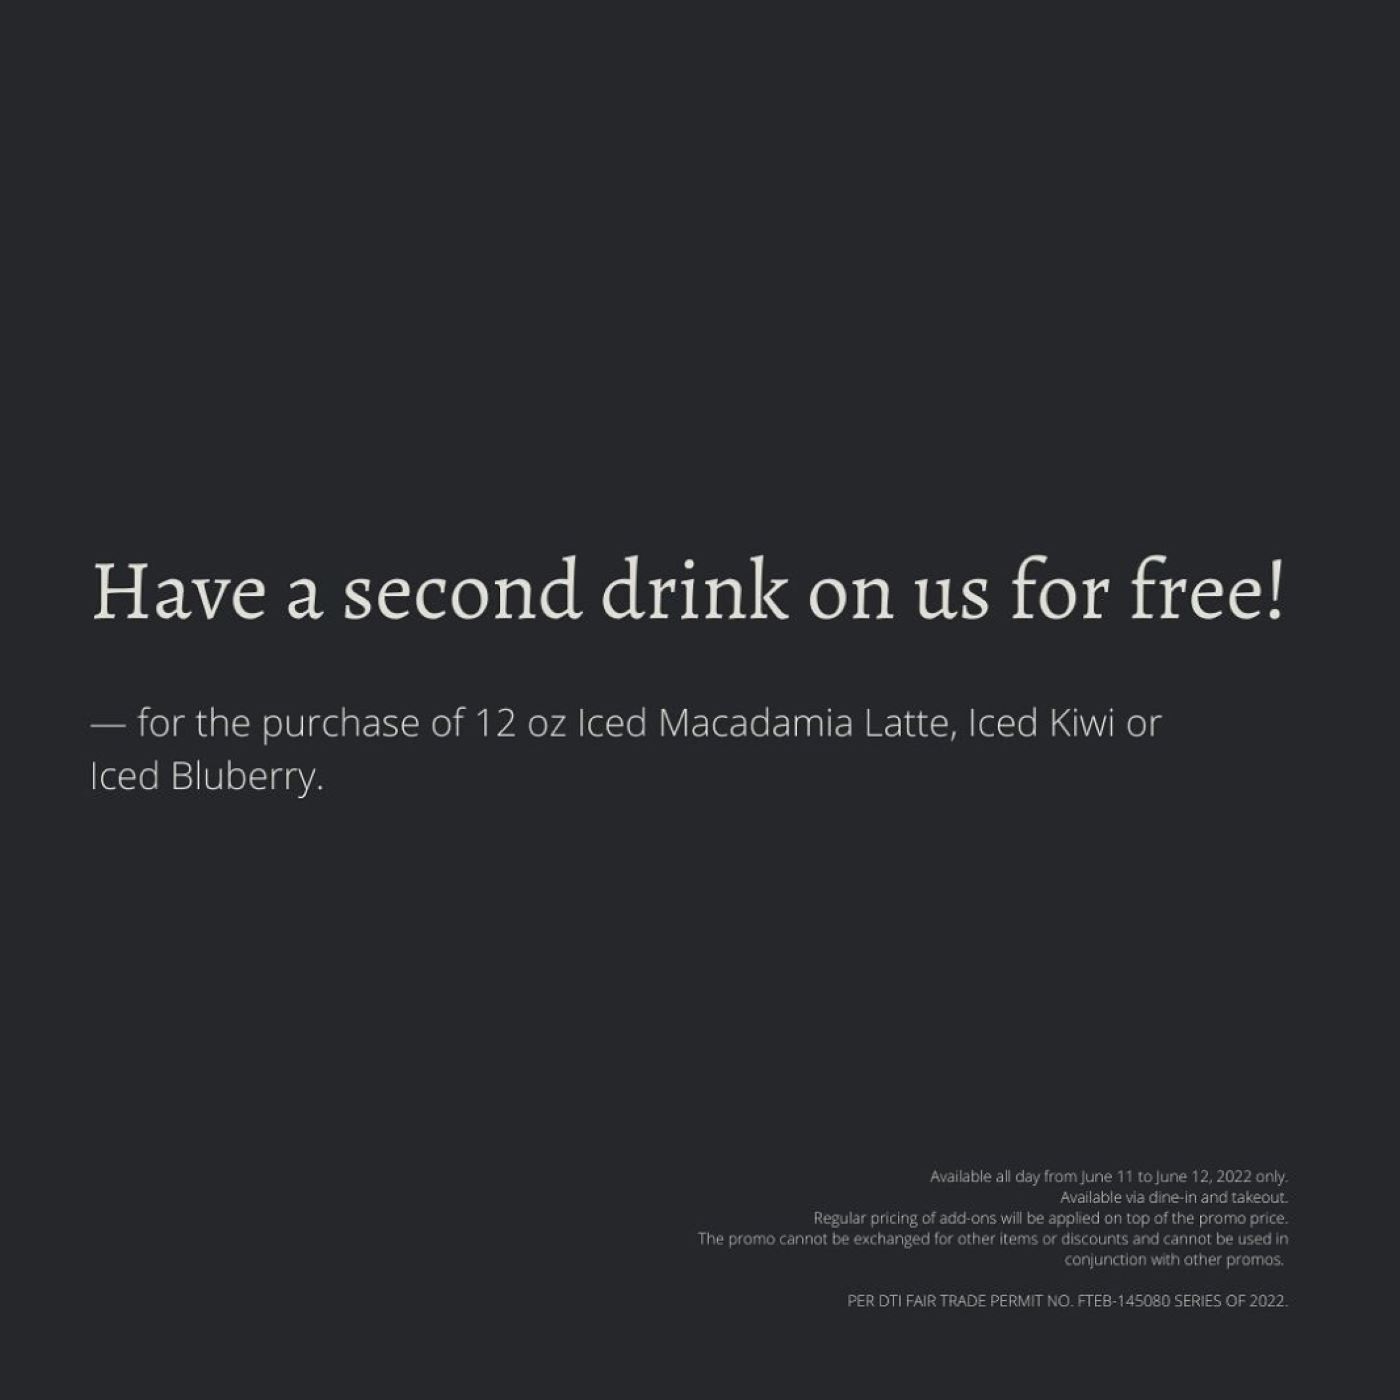 Have a second drink on us for free!
— for the purchase of 12 oz Iced Macadamia Latte, Iced Kiwi or
Iced Bluberry.
Available all day from June 11 to June 12, 2022 only.
Available via dine-in and takeout.
Regular pricing of add-ons will be applied on top of the promo price.
The promo cannot be exchanged for other items or discounts and cannot be used in
conjunction with other promos.
PER DTI FAIR TRADE PERMIT NO. FTEB-145080 SERIES OF 2022.